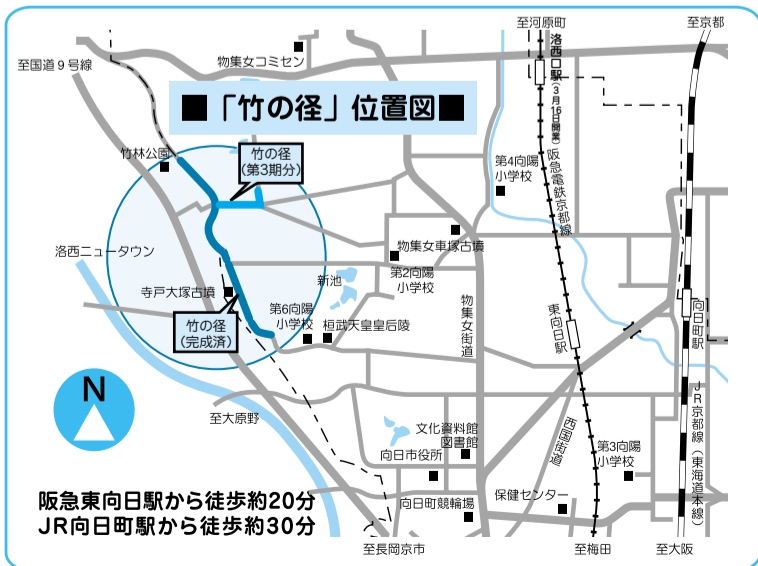 至河原町
至京都
至国道9号線
物集女コミセン
洛西口駅(3月16日開業)
■「竹の径」位置図■
竹林公園
竹の径
(第3期分)
第4向陽
小学校
阪急電鉄京都線
洛西ニュータウン
物集女車塚古墳
第2向陽
小学校
新池
寺戸大塚古墳
第6向陽
小学校
桓武天皇皇后陵
竹の径
(完成済)
物集女街道
東向日駅
向日町駅
N
至大原野
文化資料館
図書館
西国街道
JR京都線(東海道本線)
向日市役所
第3向陽
小学校
向日町競輪場
保健センター
阪急東向日駅から徒歩約20分
JR向日町駅から徒歩約30分
至長岡京市
至梅田
至大阪